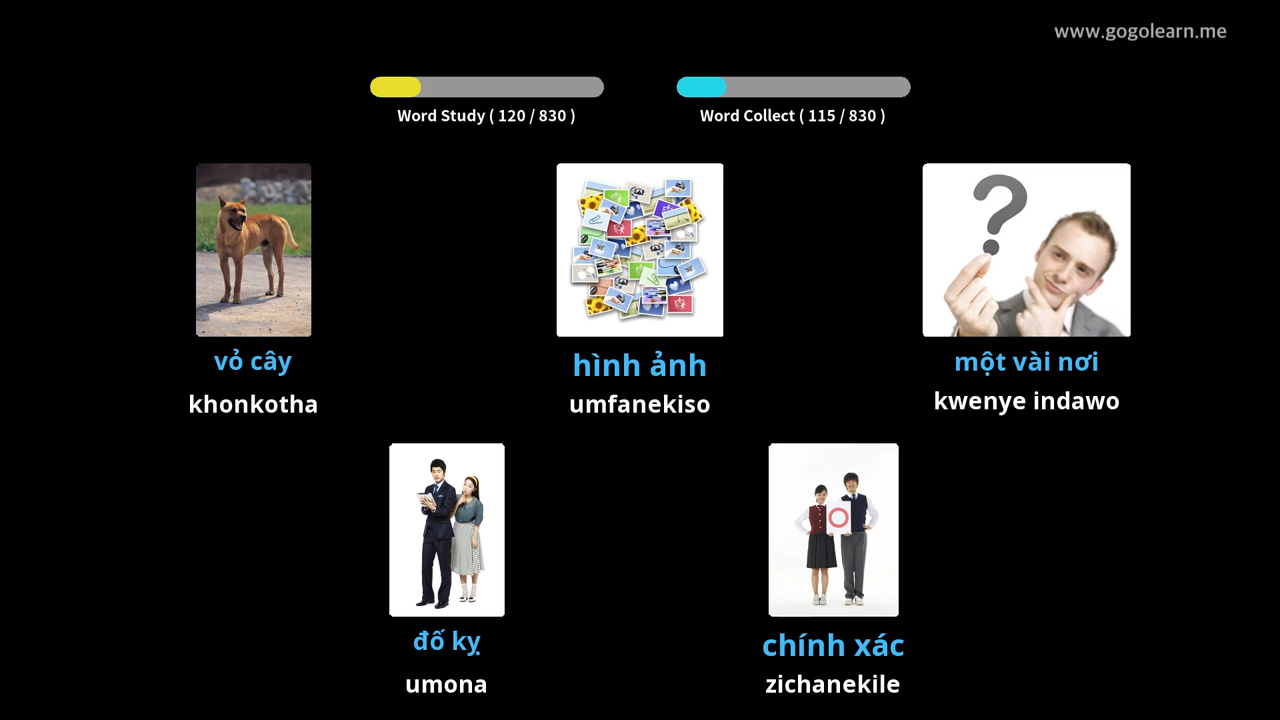 www.gogolearn.me
Word Study ( 120 / 830 )
Word Collect ( 115 / 830 )
vỏ cây
khonkotha
hình ảnh
umfanekiso
một vài nơi
kwenye indawo
đố kỵ
umona
chính xác
zichanekile